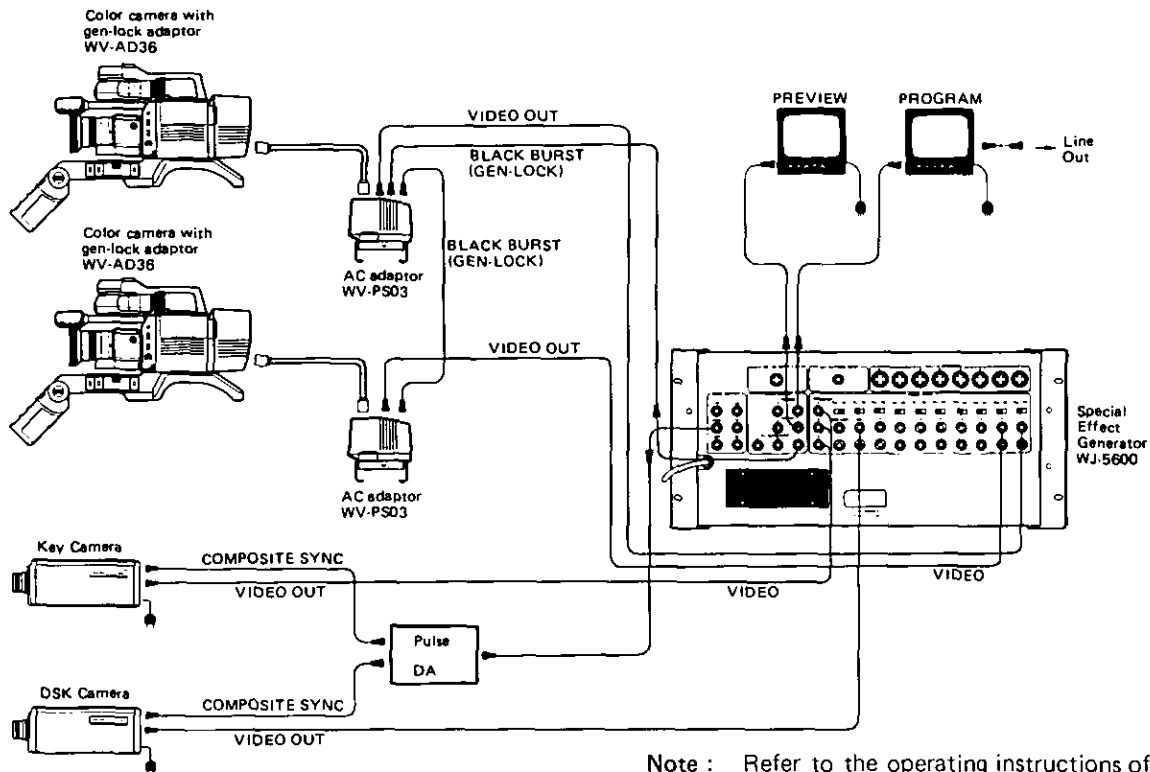 Color camera with
gen-lock adaptor
WV-AD36
VIDEO OUT
BLACK BURST
(GEN-LOCK)
PREVIEW
PROGRAM
Line
Out
BLACK BURST
(GEN-LOCK)
AC adaptor
WV-PS03
Color camera with
gen-lock adaptor
WV-AD36
VIDEO OUT
Special
Effect
Generator
WJ-5600
AC adaptor
WV-PS03
Key Camera
COMPOSITE SYNC
VIDEO OUT
VIDEO
VIDEO
Pulse
DA
DSK Camera
COMPOSITE SYNC
VIDEO OUT
Note : Refer to the operating instructions of